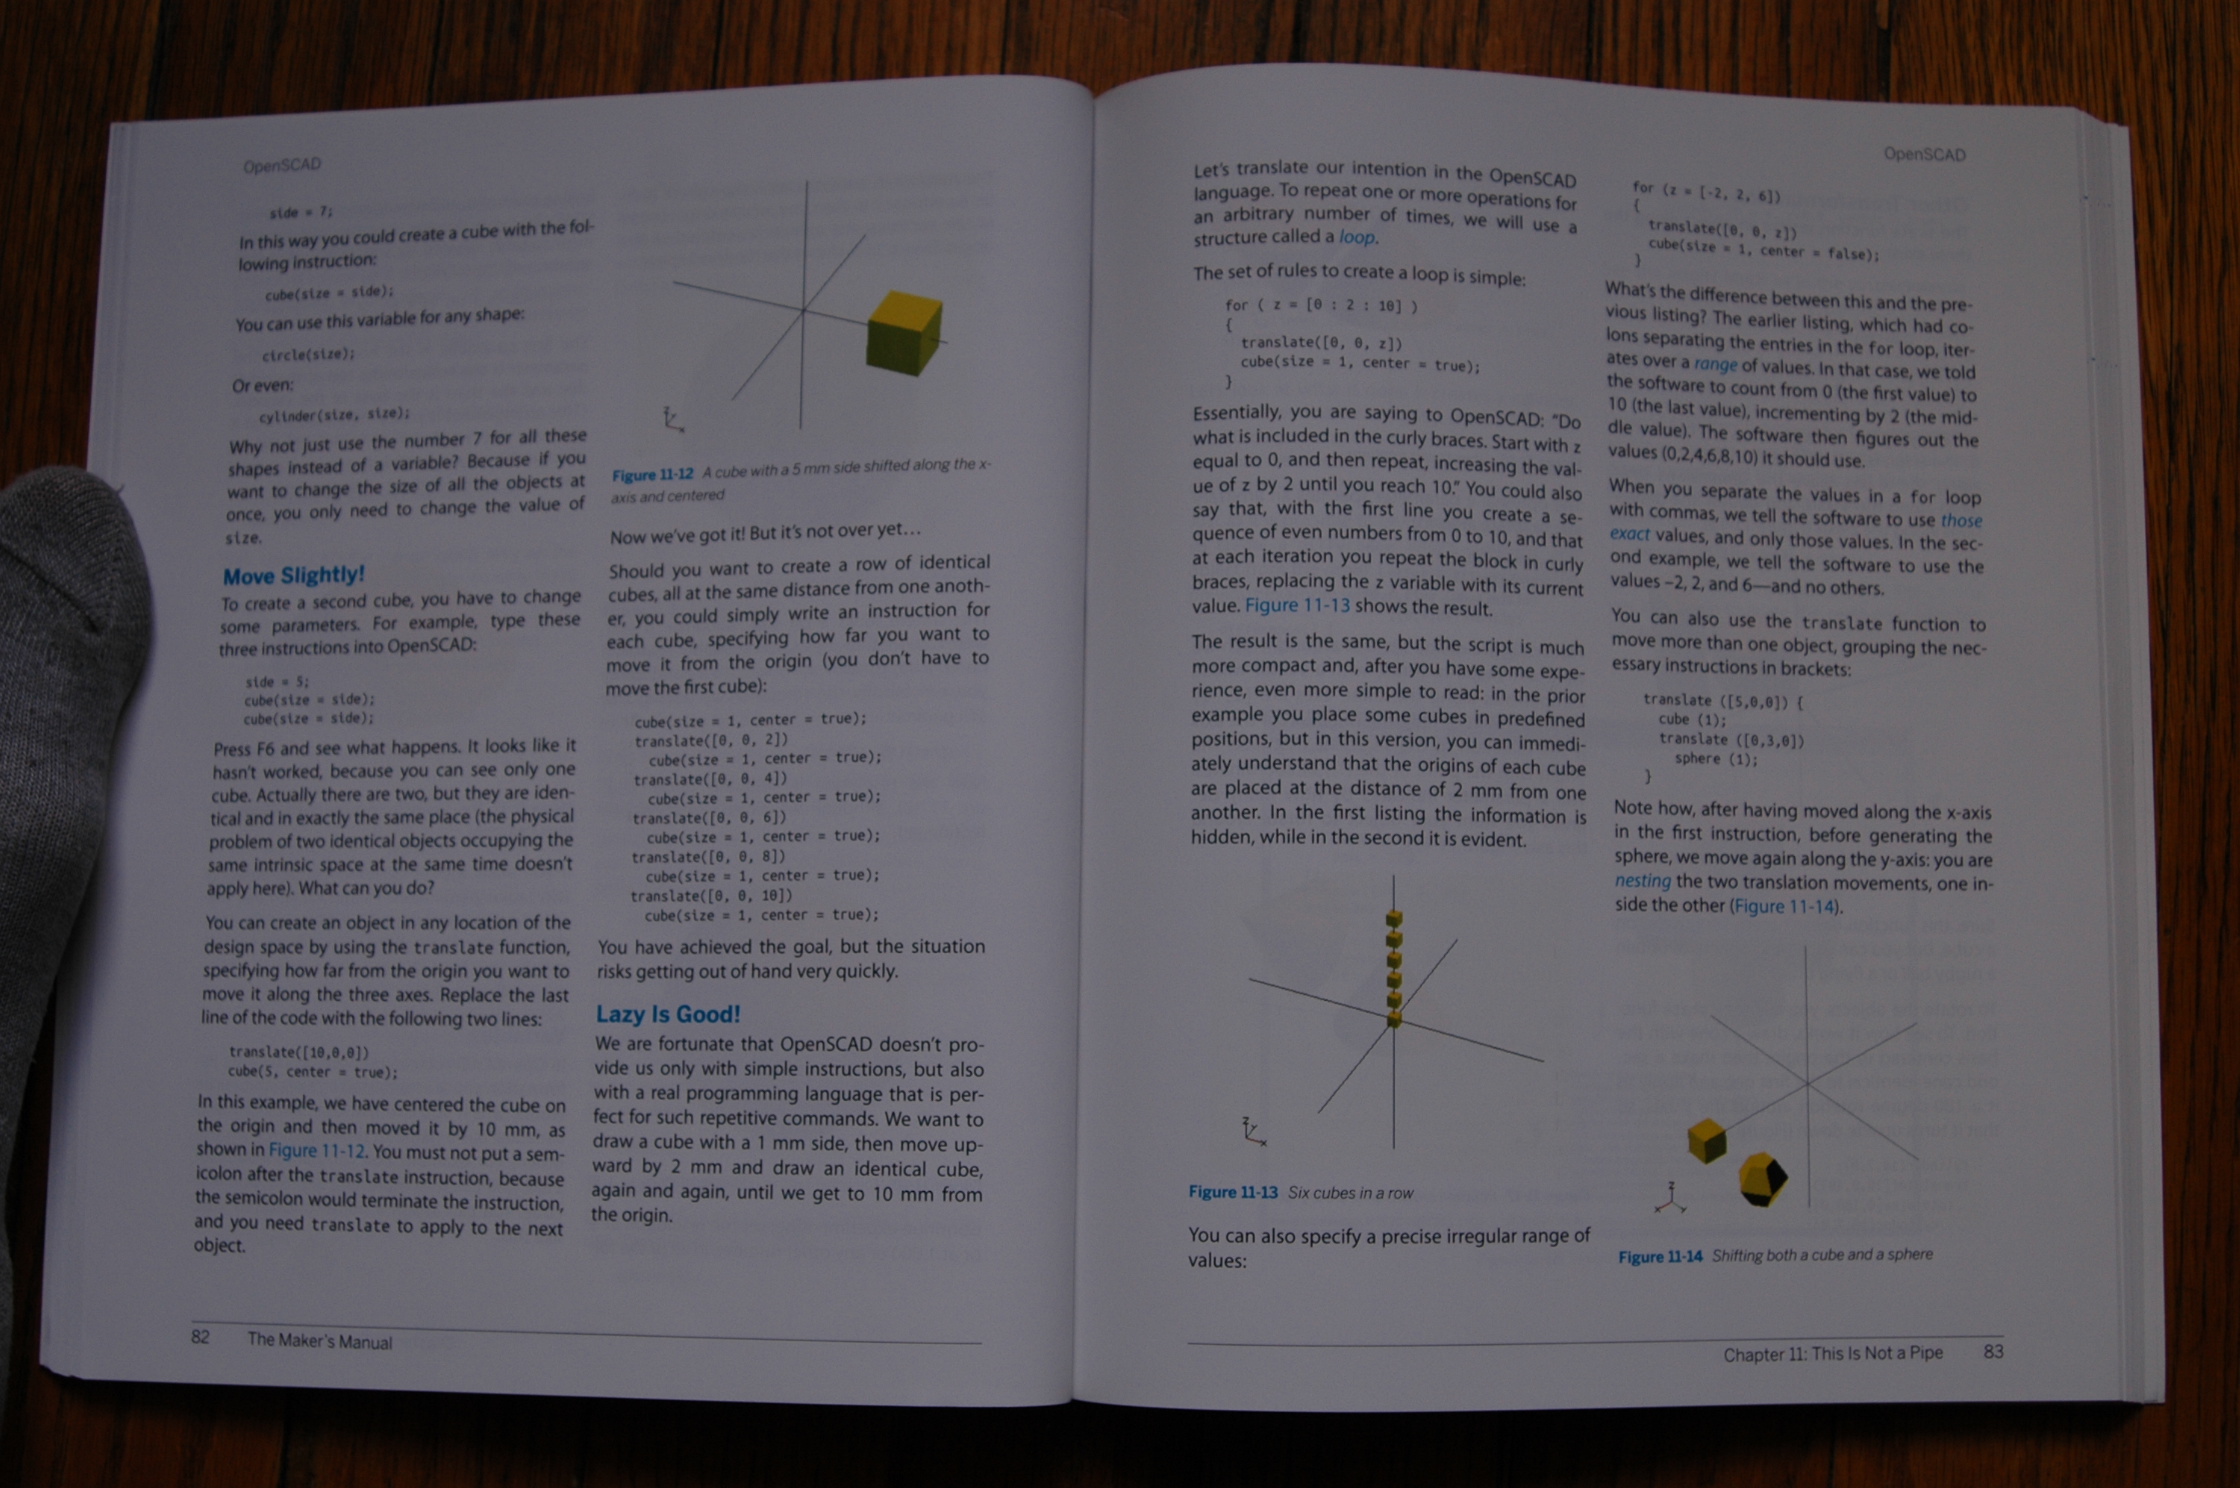 OpenSCAD
side = 7;
In this way you could create a cube with the fol-
lowing instruction:
cube(size = side);
You can use this variable for any shape:
circle(size);
Or even:
cylinder(size, size);
Why not just use the number 7 for all these
shapes instead of a variable? Because if you
want to change the size of all the objects at
once, you only need to change the value of
size.
Move Slightly!
To create a second cube, you have to change
some parameters. For example, type these
three instructions into OpenSCAD:
side = 5;
cube(size = side);
cube(size = side);
Press F6 and see what happens. It looks like it
hasn't worked, because you can see only one
cube. Actually there are two, but they are iden-
tical and in exactly the same place (the physical
problem of two identical objects occupying the
same intrinsic space at the same time doesn't
apply here). What can you do?
You can create an object in any location of the
design space by using the translate function,
specifying how far from the origin you want to
move it along the three axes. Replace the last
line of the code with the following two lines:
translate([10,0,0])
cube(5, center = true);
In this example, we have centered the cube on
the origin and then moved it by 10 mm, as
shown in Figure 11-12. You must not put a sem-
icolon after the translate instruction, because
the semicolon would terminate the instruction,
and you need translate to apply to the next
object.
Figure 11-12 A cube with a 5 mm side shifted along the x-
axis and centered
Now we've got it! But it's not over yet…
Should you want to create a row of identical
cubes, all at the same distance from one anoth-
er, you could simply write an instruction for
each cube, specifying how far you want to
move it from the origin (you don't have to
move the first cube):
cube(size = 1, center = true);
translate([0, 0, 2])
cube(size = 1, center = true);
translate([0, 0, 4])
cube(size = 1, center = true);
translate([0, 0, 6])
cube(size = 1, center = true);
translate([0, 0, 8])
cube(size = 1, center = true);
translate([0, 0, 10])
cube(size = 1, center = true);
You have achieved the goal, but the situation
risks getting out of hand very quickly.
Lazy Is Good!
We are fortunate that OpenSCAD doesn't pro-
vide us only with simple instructions, but also
with a real programming language that is per-
fect for such repetitive commands. We want to
draw a cube with a 1 mm side, then move up-
ward by 2 mm and draw an identical cube,
again and again, until we get to 10 mm from
the origin.
82 The Maker's Manual
OpenSCAD
Let's translate our intention in the OpenSCAD
language. To repeat one or more operations for
an arbitrary number of times, we will use a
structure called a loop.
The set of rules to create a loop is simple:
for ( z = [0 : 2 : 10] )
{
translate([0, 0, z])
cube(size = 1, center = true);
}
Essentially, you are saying to OpenSCAD: "Do
what is included in the curly braces. Start with z
equal to 0, and then repeat, increasing the val-
ue of z by 2 until you reach 10." You could also
say that, with the first line you create a se-
quence of even numbers from 0 to 10, and that
at each iteration you repeat the block in curly
braces, replacing the z variable with its current
value. Figure 11-13 shows the result.
The result is the same, but the script is much
more compact and, after you have some expe-
rience, even more simple to read: in the prior
example you place some cubes in predefined
positions, but in this version, you can immedi-
ately understand that the origins of each cube
are placed at the distance of 2 mm from one
another. In the first listing the information is
hidden, while in the second it is evident.
z
x
Figure 11-13 Six cubes in a row
You can also specify a precise irregular range of
values:
for (z = [-2, 2, 6])
{
translate([0, 0, z])
cube(size = 1, center = false);
}
What's the difference between this and the pre-
vious listing? The earlier listing, which had co-
lons separating the entries in the for loop, iter-
ates over a range of values. In that case, we told
the software to count from 0 (the first value) to
10 (the last value), incrementing by 2 (the mid-
dle value). The software then figures out the
values (0,2,4,6,8,10) it should use.
When you separate the values in a for loop
with commas, we tell the software to use those
exact values, and only those values. In the sec-
ond example, we tell the software to use the
values –2, 2, and 6—and no others.
You can also use the translate function to
move more than one object, grouping the nec-
essary instructions in brackets:
translate ([5,0,0]) {
cube (1);
translate ([0,3,0])
sphere (1);
}
Note how, after having moved along the x-axis
in the first instruction, before generating the
sphere, we move again along the y-axis: you are
nesting the two translation movements, one in-
side the other (Figure 11-14).
z
x
y
Figure 11-14 Shifting both a cube and a sphere
Chapter 11: This Is Not a Pipe 83